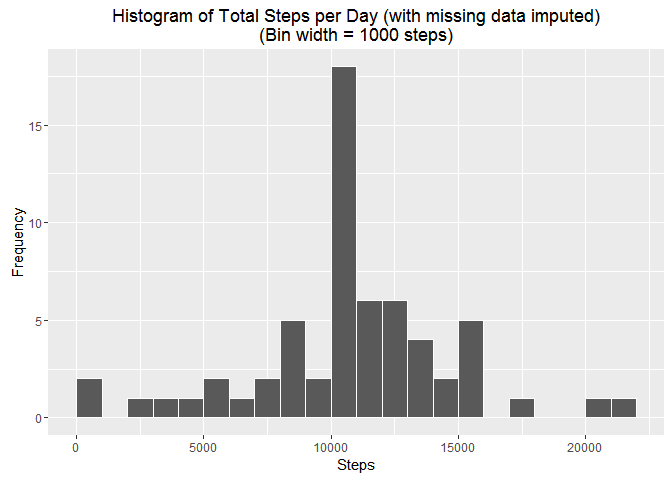 Histogram of Total Steps per Day (with missing data imputed)
(Bin width = 1000 steps)
15
10
5
0
Frequency
0 5000 10000 15000 20000
Steps